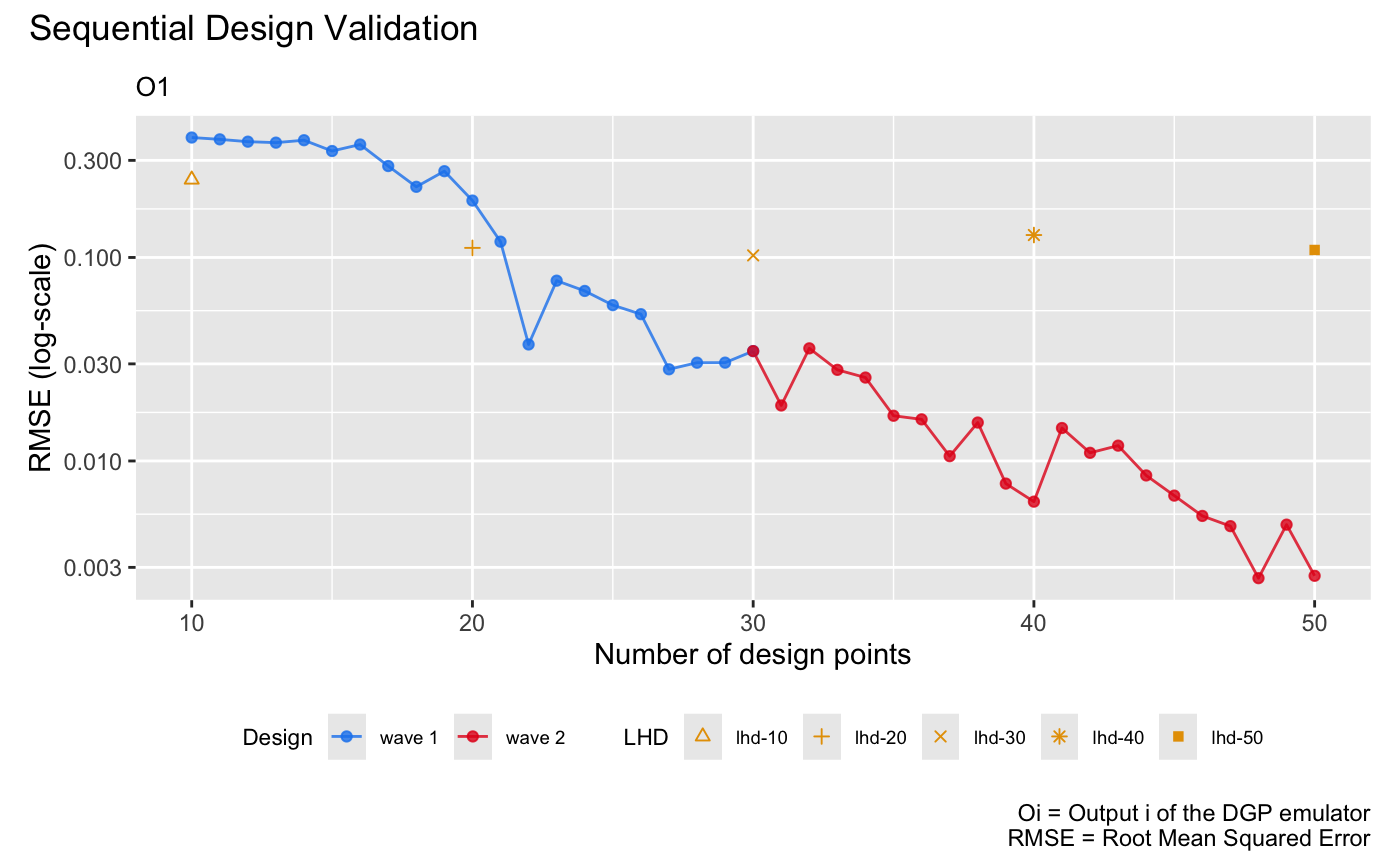 Sequential Design Validation
O1
RMSE (log-scale)
0.300
0.100
0.030
0.010
0.003
10 20 30 40 50
Number of design points
Design wave 1 wave 2 LHD lhd-10 lhd-20 lhd-30 lhd-40 lhd-50
Oi = Output i of the DGP emulator
RMSE = Root Mean Squared Error